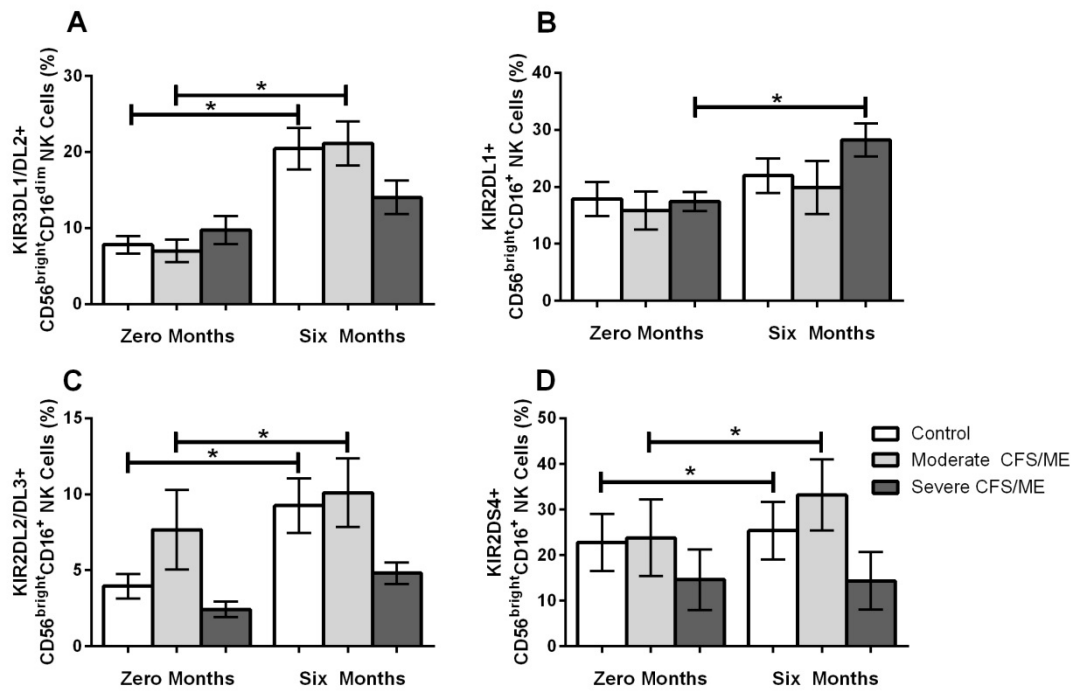 A
KIR3DL1/DL2+
CD56brightCD16dim NK Cells (%)
30
20
10
0
*
*
Zero Months
Six Months
B
KIR2DL1+
CD56brightCD16+ NK Cells (%)
40
30
20
10
0
*
Zero Months
Six Months
C
KIR2DL2/DL3+
CD56brightCD16+ NK Cells (%)
15
10
5
0
*
*
Zero Months
Six Months
D
KIR2DS4+
CD56brightCD16+ NK Cells (%)
50
40
30
20
10
0
*
*
Zero Months
Six Months
Control
Moderate CFS/ME
Severe CFS/ME